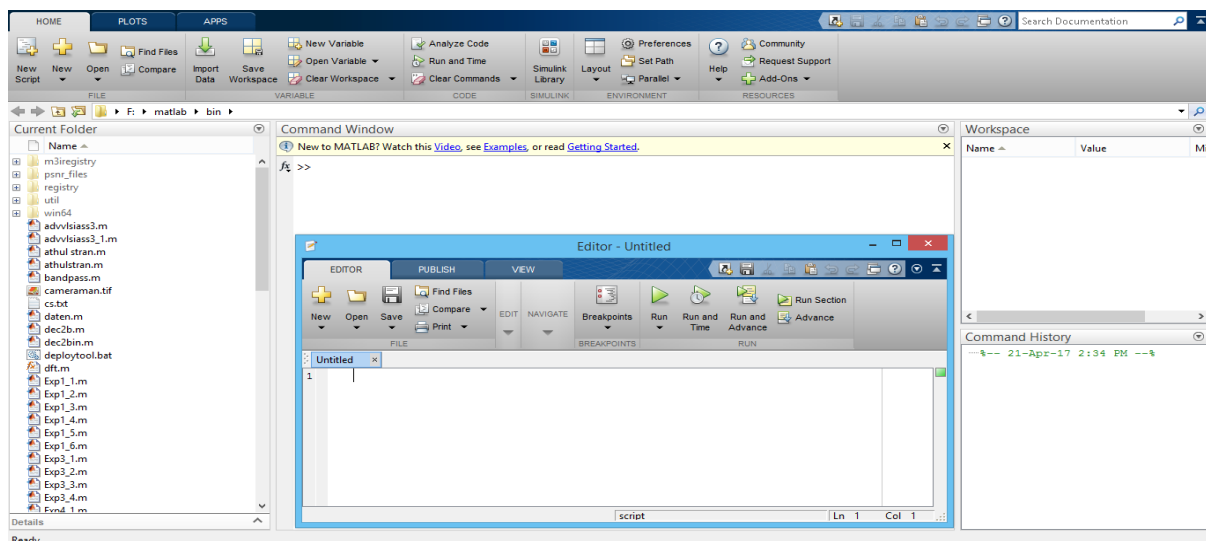 HOME PLOTS APPS Search Documentation
New Script
New
Open
Find Files
Compare
Import Data
Save Workspace
New Variable
Open Variable
Clear Workspace
Analyze Code
Run and Time
Clear Commands
Simulink Library
Layout
Preferences
Set Path
Parallel
Help
Community
Request Support
Add-Ons
FILE VARIABLE CODE SIMULINK ENVIRONMENT RESOURCES
F: matlab bin
Current Folder
Name
m3iregistry
psnr_files
registry
util
win64
advvlsiass3.m
advvlsiass3_1.m
athul stran.m
athulstran.m
bandpass.m
cameraman.tif
cs.txt
daten.m
dec2b.m
dec2bin.m
deploytool.bat
dft.m
Exp1_1.m
Exp1_2.m
Exp1_3.m
Exp1_4.m
Exp1_5.m
Exp1_6.m
Exp3_1.m
Exp3_2.m
Exp3_3.m
Exp3_4.m
Exp4_1.m
Details
Ready
Command Window
New to MATLAB? Watch this Video, see Examples, or read Getting Started.
fx >>
Editor - Untitled
EDITOR PUBLISH VIEW
New
Open
Save
Find Files
Compare
Print
EDIT
NAVIGATE
Breakpoints
Run
Run and Time
Run and Advance
Run Section
Advance
FILE BREAKPOINTS RUN
Untitled
1
script Ln 1 Col 1
Workspace
Name Value Mi
Command History
%-- 21-Apr-17 2:34 PM --%